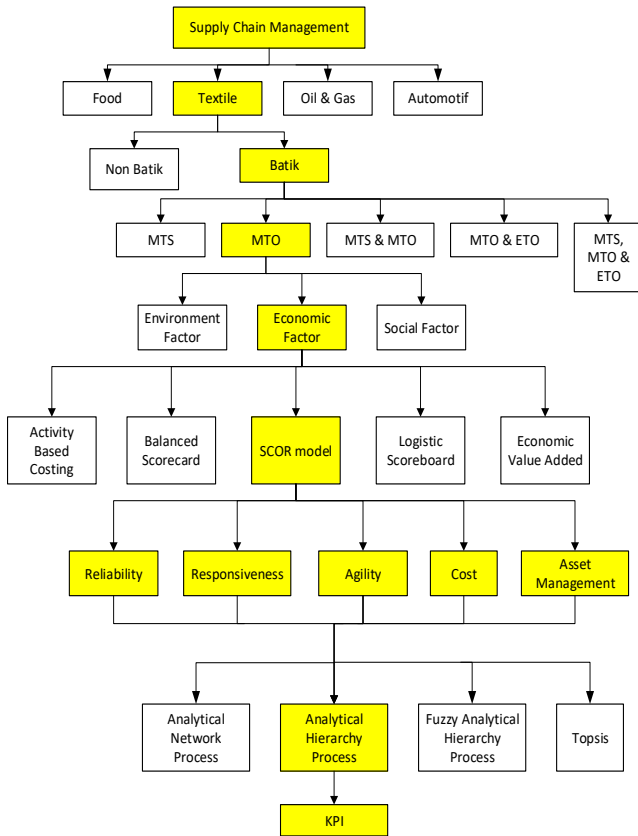 Supply Chain Management
Food
Textile
Oil & Gas
Automotif
Non Batik
Batik
MTS
MTO
MTS & MTO
MTO & ETO
MTS,
MTO &
ETO
Environment
Factor
Economic
Factor
Social Factor
Activity
Based
Costing
Balanced
Scorecard
SCOR model
Logistic
Scoreboard
Economic
Value Added
Reliability
Responsiveness
Agility
Cost
Asset
Management
Analytical
Network
Process
Analytical
Hierarchy
Process
Fuzzy Analytical
Hierarchy
Process
Topsis
KPI